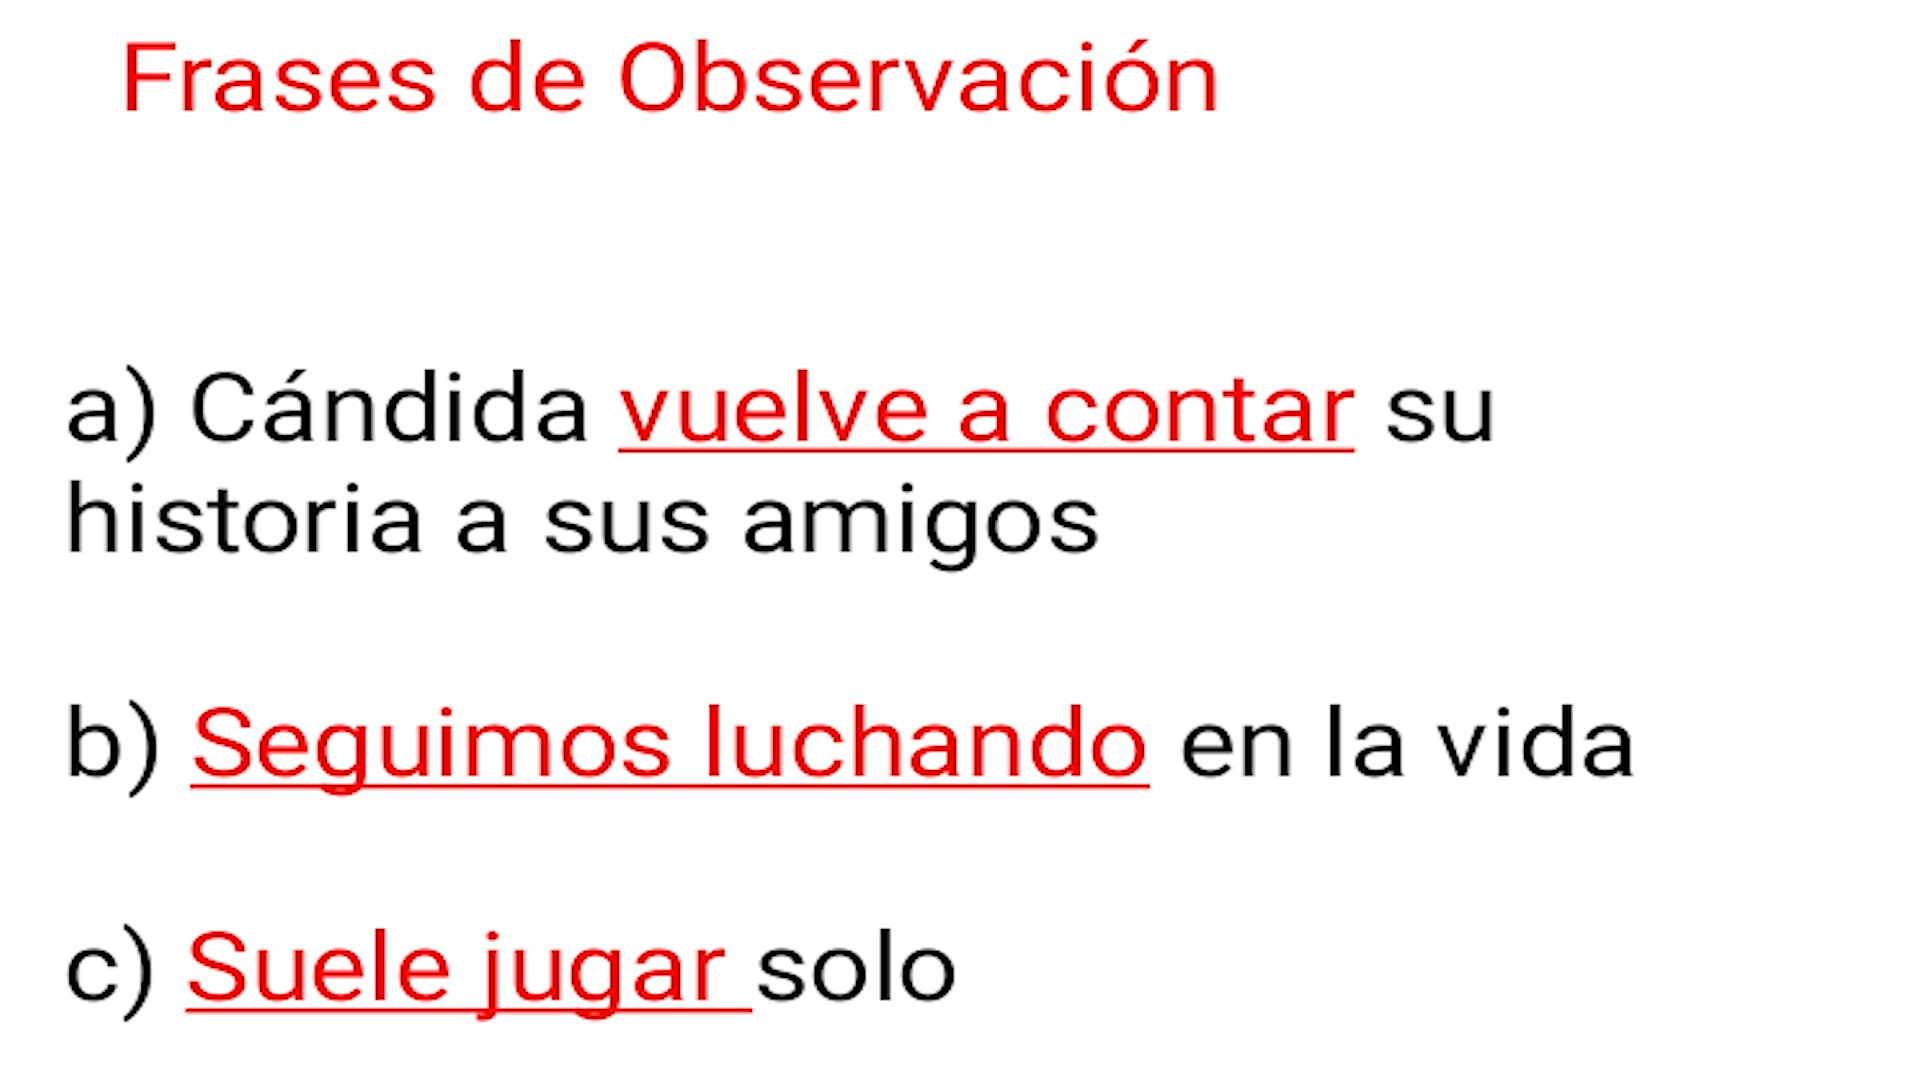 Frases de Observación
a) Cándida vuelve a contar su
historia a sus amigos
b) Seguimos luchando en la vida
c) Suele jugar solo